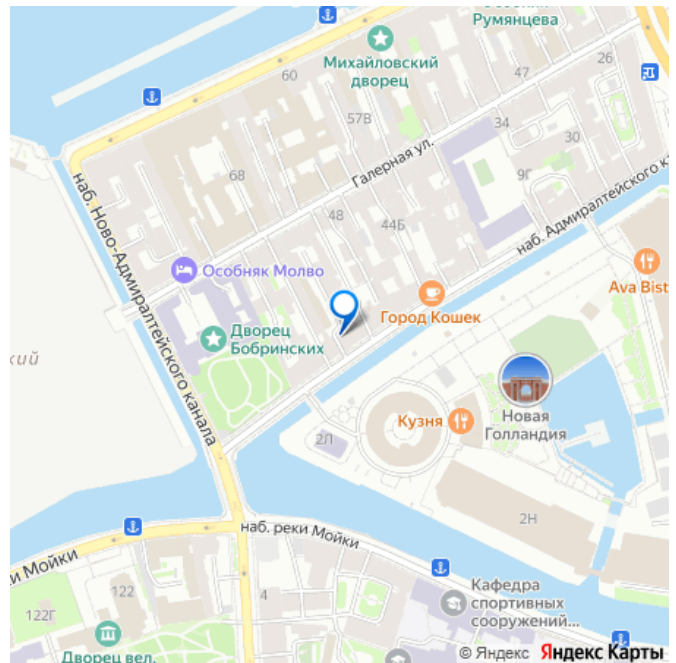 Румянцева
Михайловский
дворец
60
47
26
57В
34
30
Галерная ул.
68
9Г
наб. Ново-Адмиралтейского канала
48
44Б
наб. Адмиралтейского к
Особняк Молво
Ava Bist
Город Кошек
Дворец
Бобринских
кий
Кузня
Новая
Голландия
2Л
2Н
наб. реки Мойки
и Мойки
122
4
Кафедра
спортивных
сооружений...
122Г
Дворец вел.
© Яндекс Яндекс Карты